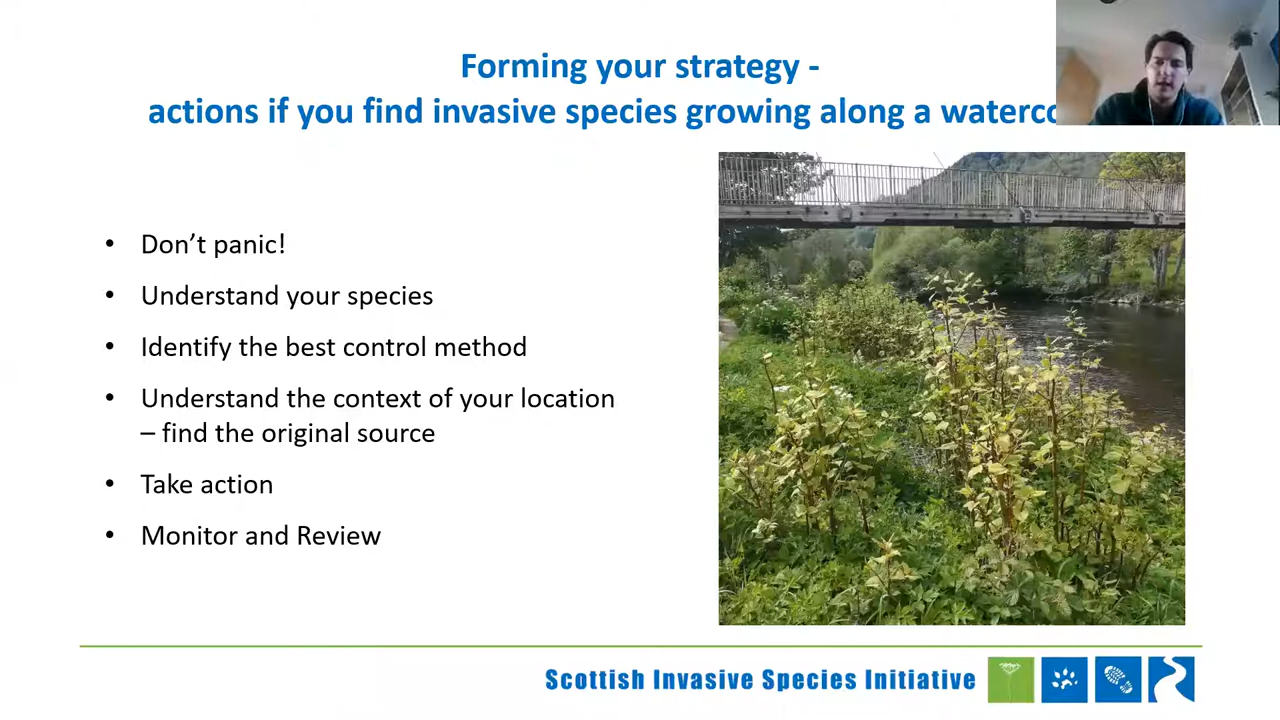 Forming your strategy -
actions if you find invasive species growing along a
• Don’t panic!
• Understand your species
• Identify the best control method
• Understand the context of your location
– find the original source
• Take action
• Monitor and Review
Scottish Invasive Species Initiative